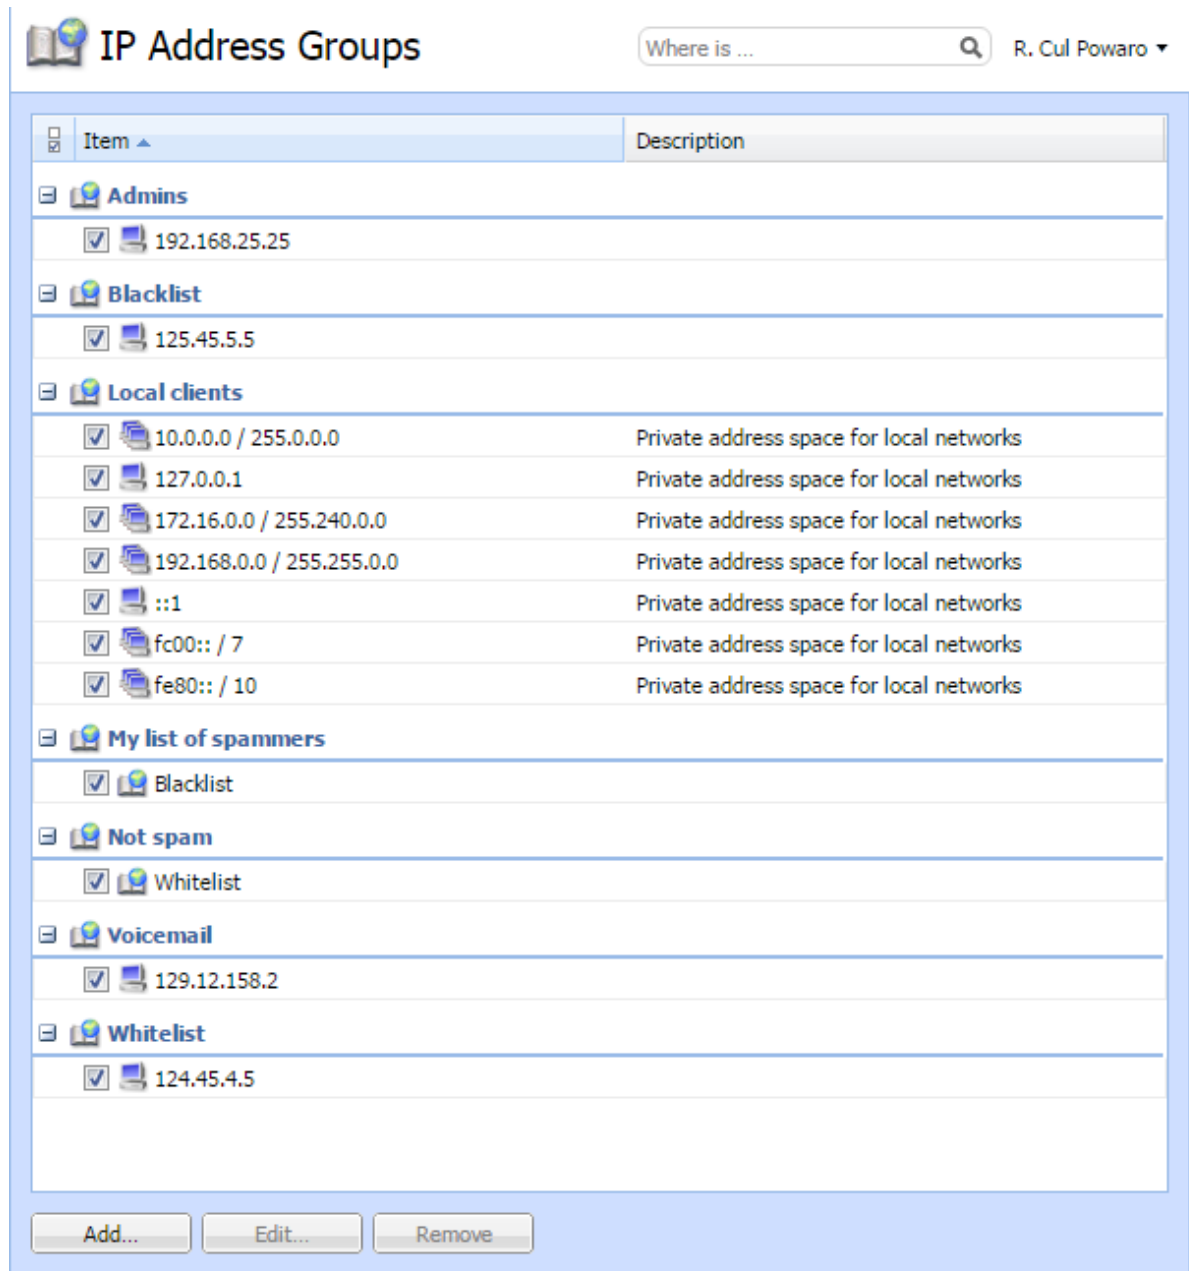 IP Address Groups
Where is ...
R. Cul Powaro
Item Description
Admins
192.168.25.25
Blacklist
125.45.5.5
Local clients
10.0.0.0 / 255.0.0.0 Private address space for local networks
127.0.0.1 Private address space for local networks
172.16.0.0 / 255.240.0.0 Private address space for local networks
192.168.0.0 / 255.255.0.0 Private address space for local networks
::1 Private address space for local networks
fc00:: / 7 Private address space for local networks
fe80:: / 10 Private address space for local networks
My list of spammers
Blacklist
Not spam
Whitelist
Voicemail
129.12.158.2
Whitelist
124.45.4.5
Add... Edit... Remove